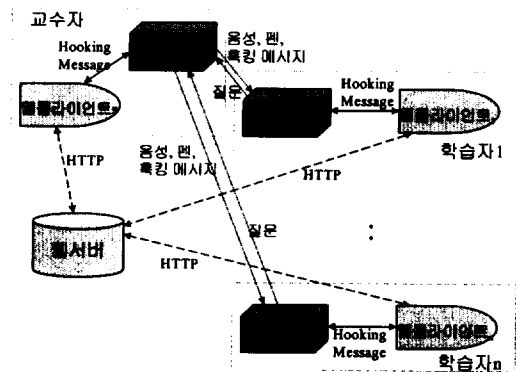 교수자
Hooking
Message
음성, 펜,
훅킹 메시지
질문
웹클라이언트
HTTP
웹서버
음성, 펜,
훅킹 메시지
질문
HTTP
HTTP
Hooking
Message
웹클라이언트
학습자1
:
Hooking
Message
웹클라이언트
학습자n